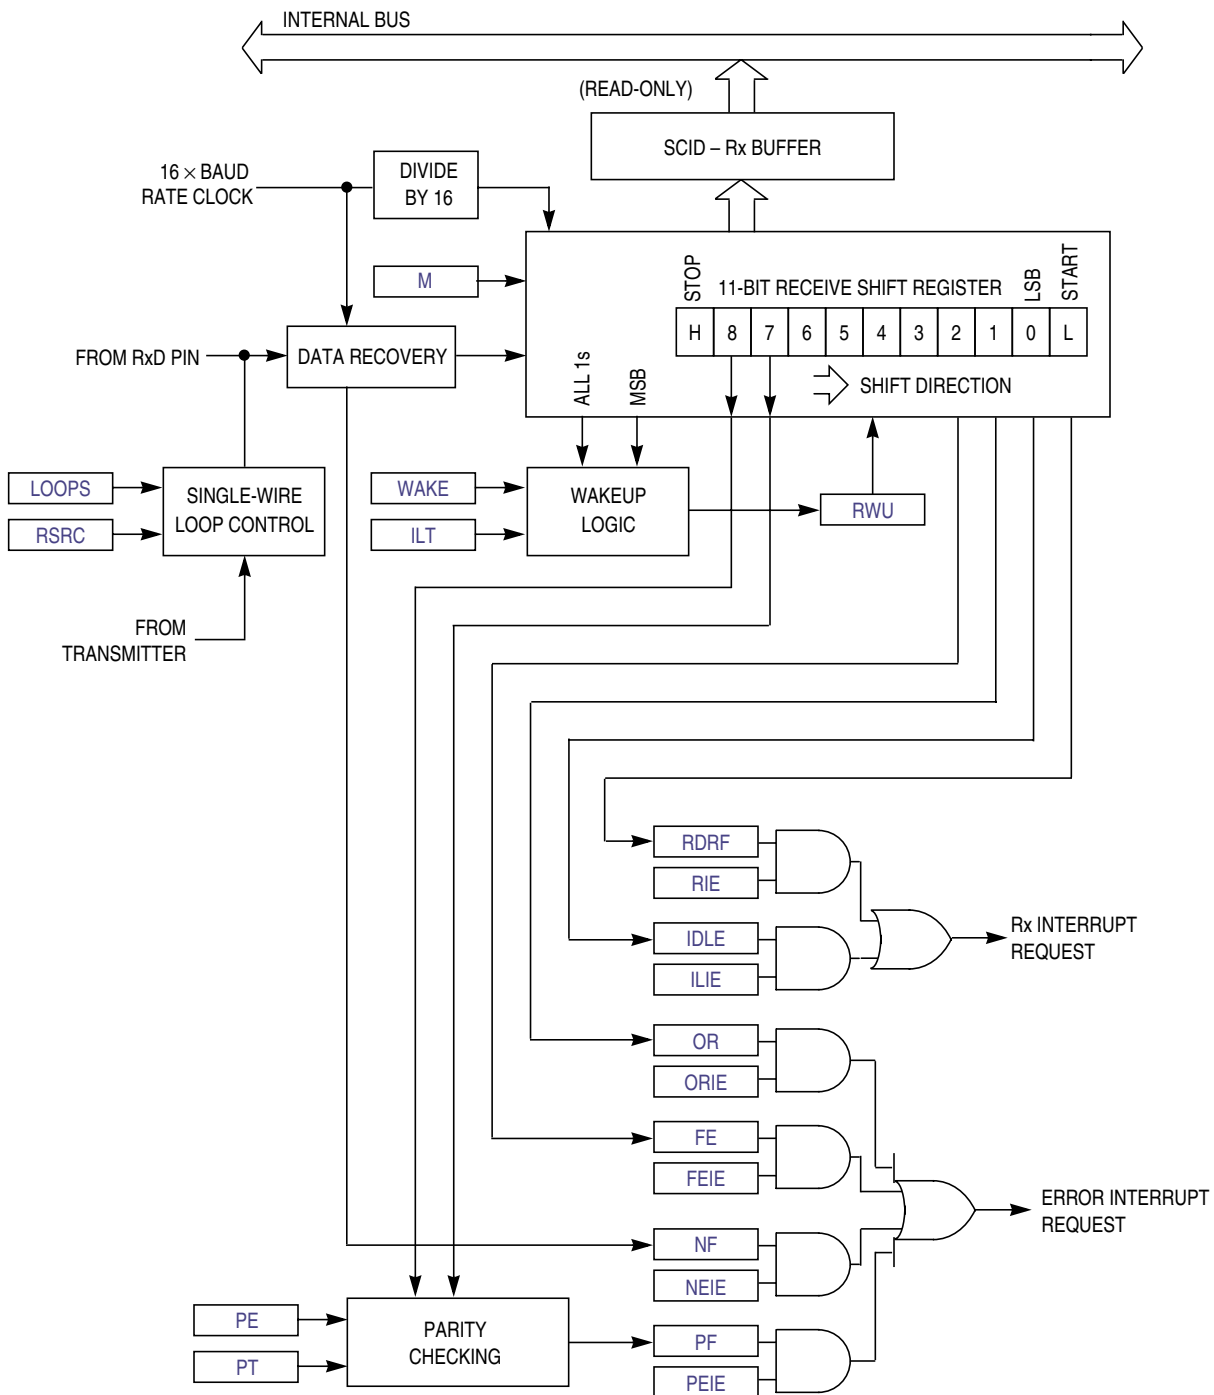 INTERNAL BUS
(READ-ONLY)
SCID – Rx BUFFER
16 × BAUD
RATE CLOCK
DIVIDE
BY 16
M
STOP
11-BIT RECEIVE SHIFT REGISTER
LSB
START
H 8 7 6 5 4 3 2 1 0 L
FROM RxD PIN
DATA RECOVERY
ALL 1s
MSB
SHIFT DIRECTION
LOOPS
RSRC
SINGLE-WIRE
LOOP CONTROL
WAKE
ILT
WAKEUP
LOGIC
RWU
FROM
TRANSMITTER
RDRF
RIE
IDLE
ILIE
Rx INTERRUPT
REQUEST
OR
ORIE
FE
FEIE
ERROR INTERRUPT
REQUEST
NF
NEIE
PE
PT
PARITY
CHECKING
PF
PEIE